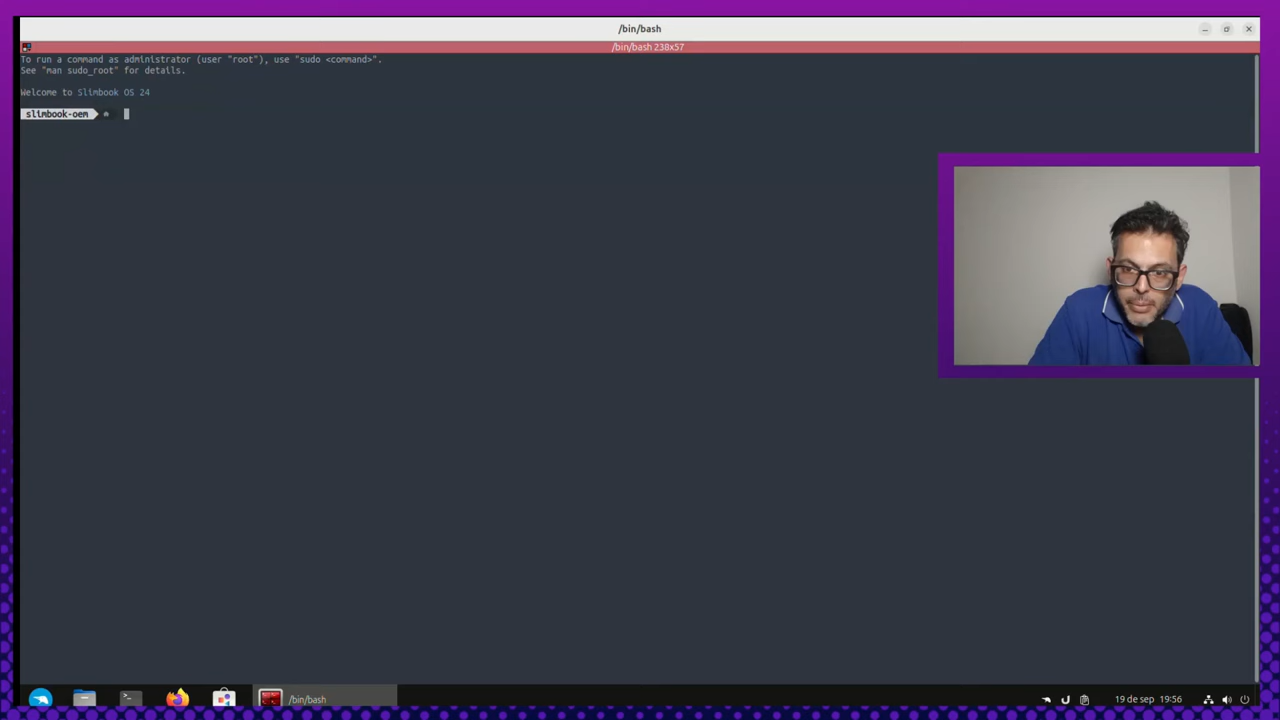 /bin/bash
/bin/bash 238x57
To run a command as administrator (user "root"), use "sudo <command>".
See "man sudo_root" for details.
Welcome to Slimbook OS 24
slimbook-oem
/bin/bash
19 de sep 19:56